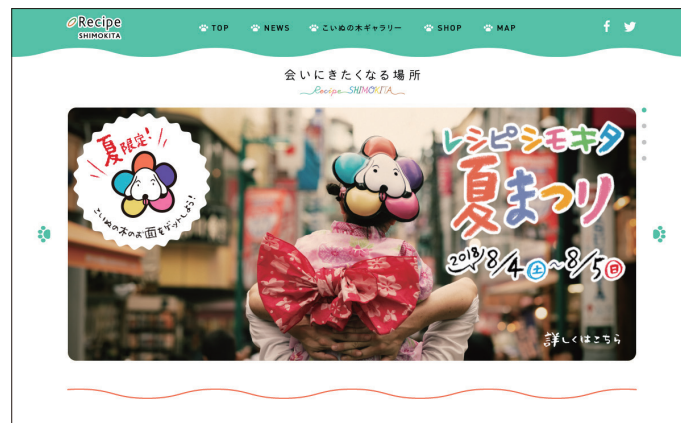 Recipe
SHIMOKITA
TOP
NEWS
こいぬの木ギャラリー
SHOP
MAP
会いにきたくなる場所
Recipe SHIMOKITA
夏限定!
こいぬの木のお面をゲットしよう!
レシピシモキタ
夏まつり
2018 8/4土~8/5日
詳しくはこちら